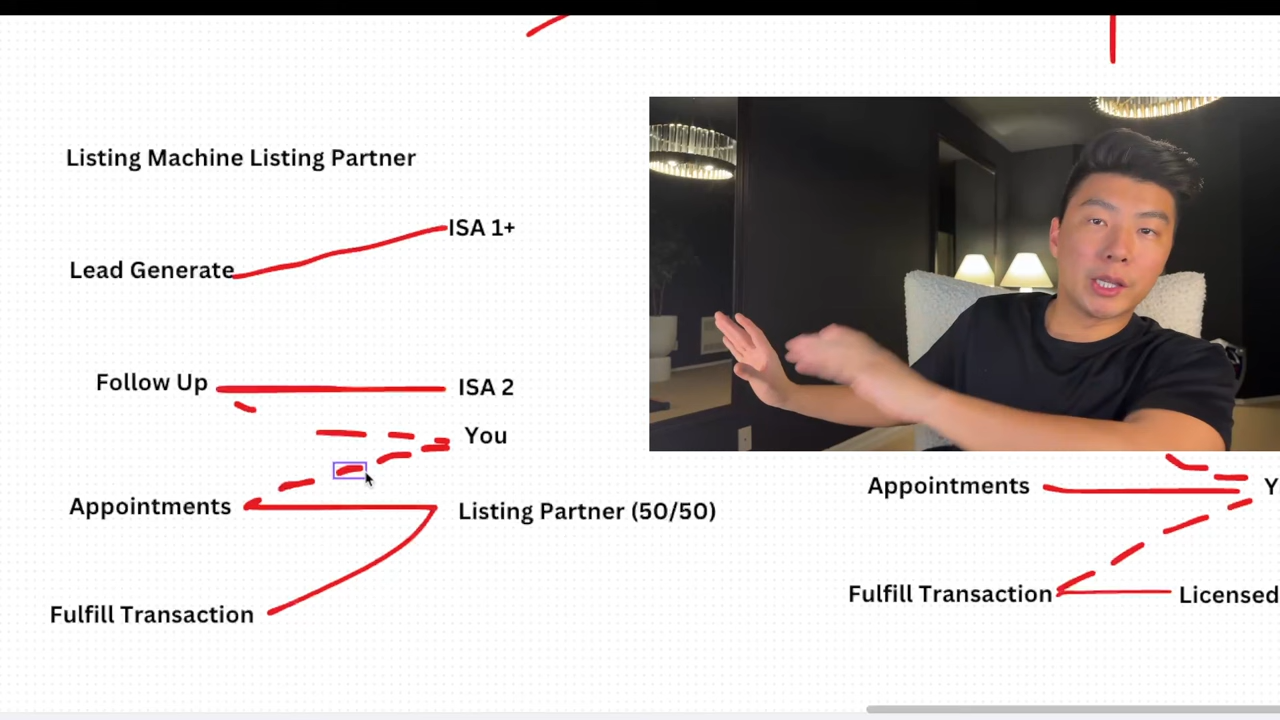 Listing Machine Listing Partner
ISA 1+
Lead Generate
Follow Up
ISA 2
You
Appointments
Listing Partner (50/50)
Fulfill Transaction
Appointments
Y
Fulfill Transaction
Licensed